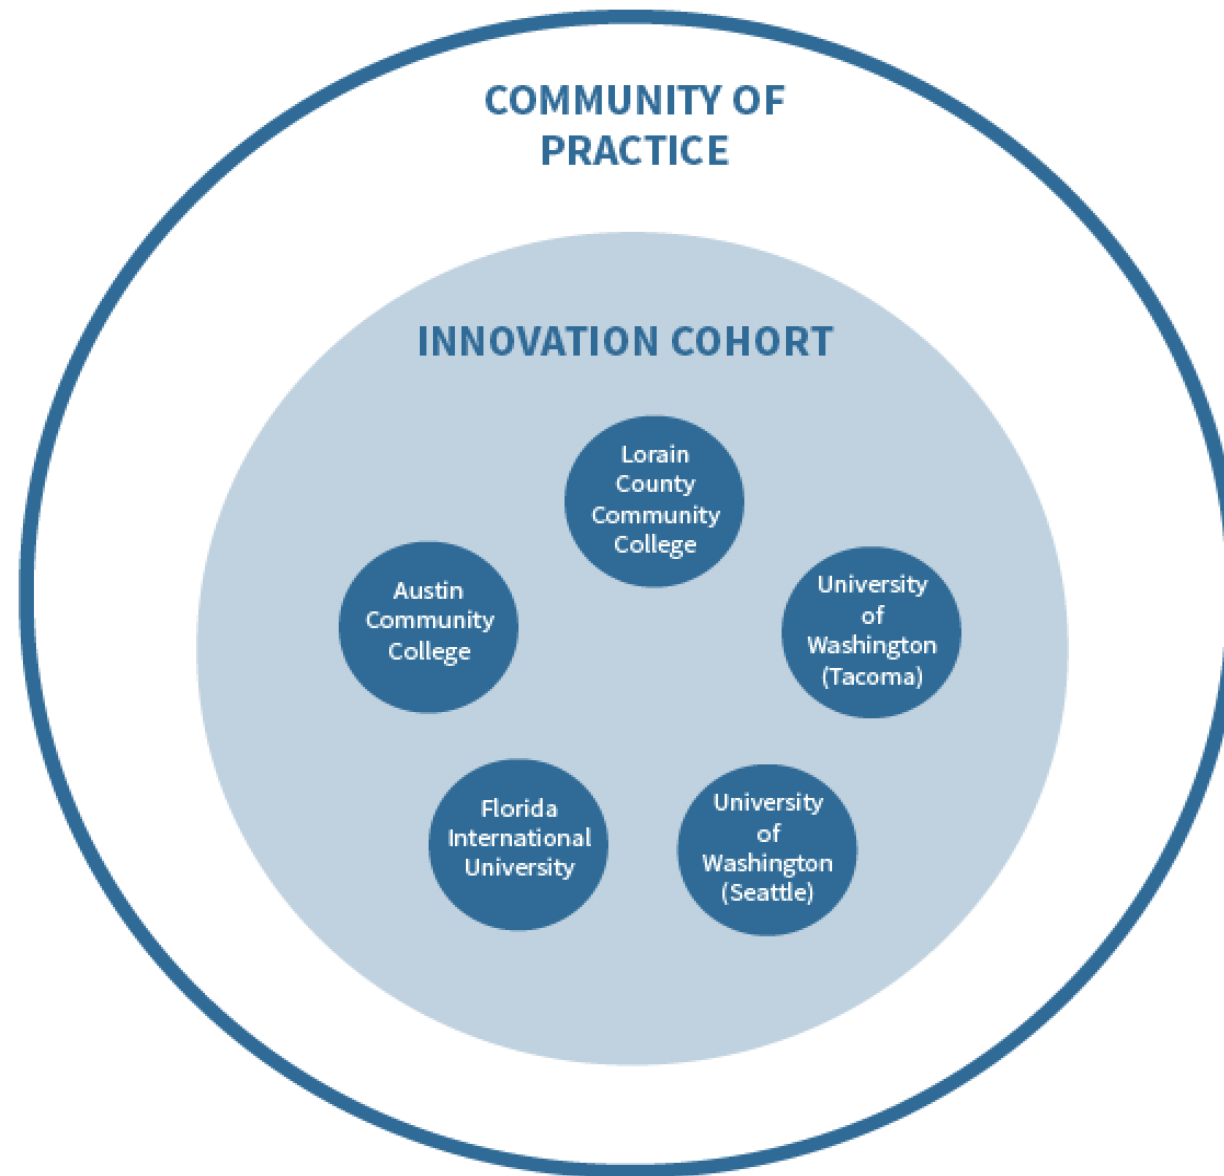 COMMUNITY OF
PRACTICE
INNOVATION COHORT
Lorain
County
Community
College
Austin
Community
College
University
of
Washington
(Tacoma)
Florida
International
University
University
of
Washington
(Seattle)